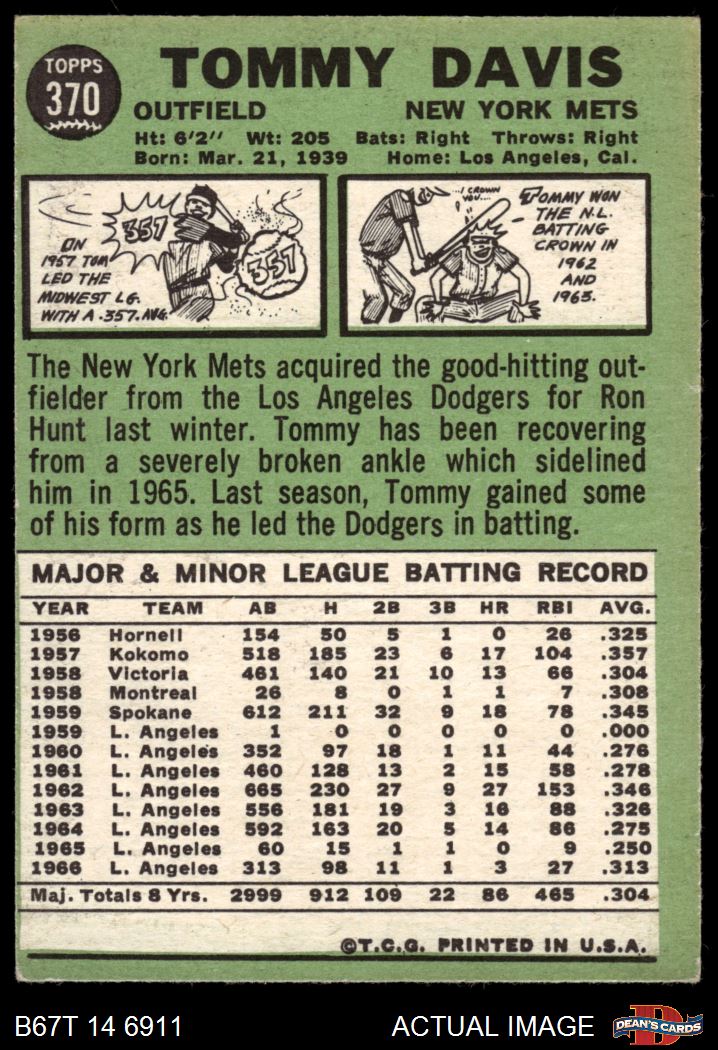 TOPPS
370
TOMMY DAVIS
OUTFIELD NEW YORK METS
Ht: 6'2'' Wt: 205 Bats: Right Throws: Right
Born: Mar. 21, 1939 Home: Los Angeles, Cal.
357
ON
1957 TOM
LED THE
MIDWEST LG.
WITH A .357. AVG.
357
...I CROWN
YOU...
TOMMY WON
THE N.L.
BATTING
CROWN IN
1962
AND
1963.
The New York Mets acquired the good-hitting out-
fielder from the Los Angeles Dodgers for Ron
Hunt last winter. Tommy has been recovering
from a severely broken ankle which sidelined
him in 1965. Last season, Tommy gained some
of his form as he led the Dodgers in batting.
MAJOR & MINOR LEAGUE BATTING RECORD
YEAR TEAM AB H 2B 3B HR RBI AVG.
1956 Hornell 154 50 5 1 0 26 .325
1957 Kokomo 518 185 23 6 17 104 .357
1958 Victoria 461 140 21 10 13 66 .304
1958 Montreal 26 8 0 1 1 7 .308
1959 Spokane 612 211 32 9 18 78 .345
1959 L. Angeles 1 0 0 0 0 0 .000
1960 L. Angeles 352 97 18 1 11 44 .276
1961 L. Angeles 460 128 13 2 15 58 .278
1962 L. Angeles 665 230 27 9 27 153 .346
1963 L. Angeles 556 181 19 3 16 88 .326
1964 L. Angeles 592 163 20 5 14 86 .275
1965 L. Angeles 60 15 1 1 0 9 .250
1966 L. Angeles 313 98 11 1 3 27 .313
Maj. Totals 8 Yrs. 2999 912 109 22 86 465 .304
©T.C.G. PRINTED IN U.S.A.
B67T 14 6911 ACTUAL IMAGE
D
DEAN'S CARDS